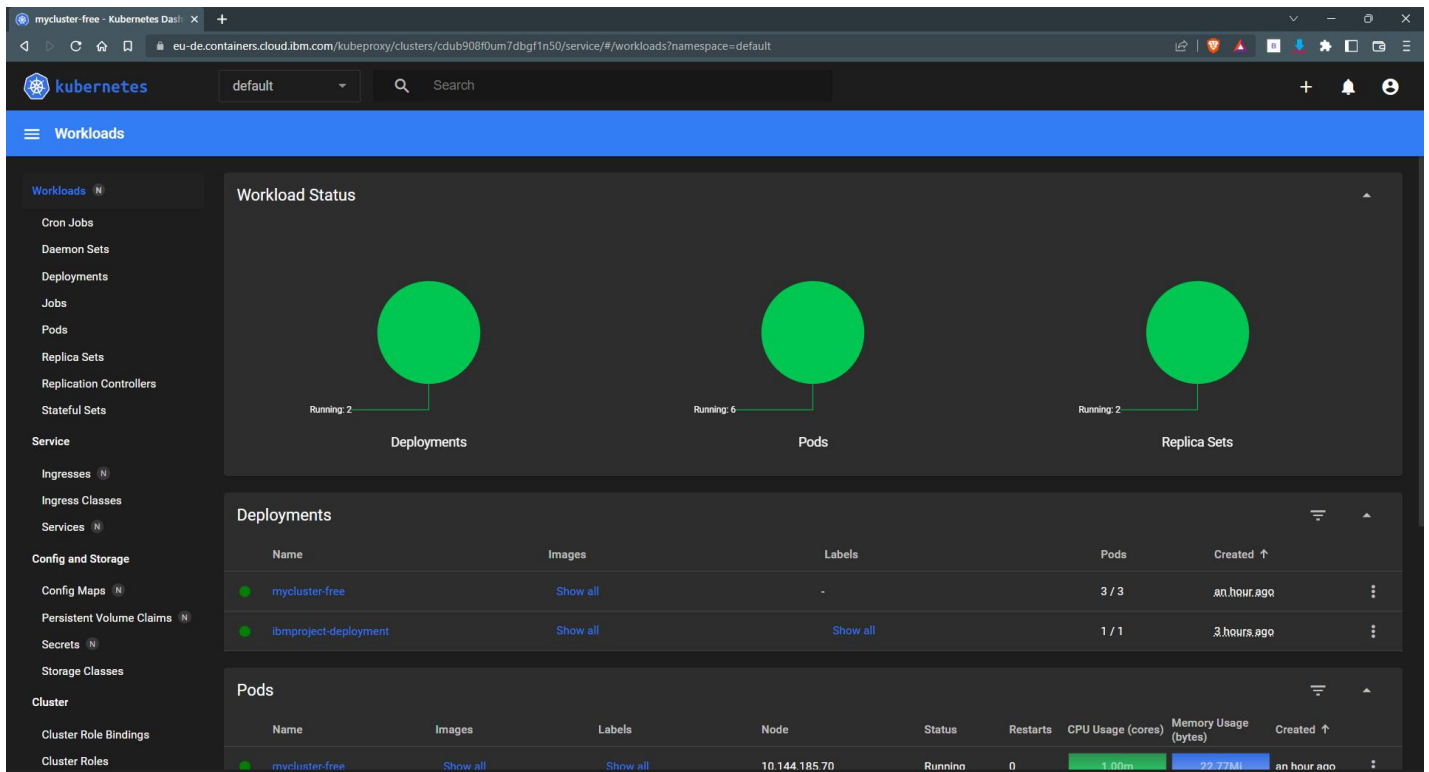 mycluster-free - Kubernetes Dash
eu-de.containers.cloud.ibm.com/kubeproxy/clusters/cdub908f0um7dbgf1n50/service/#/workloads?namespace=default
kubernetes
default
Search
Workloads
Workloads N
Cron Jobs
Daemon Sets
Deployments
Jobs
Pods
Replica Sets
Replication Controllers
Stateful Sets
Service
Ingresses N
Ingress Classes
Services N
Config and Storage
Config Maps N
Persistent Volume Claims N
Secrets N
Storage Classes
Cluster
Cluster Role Bindings
Cluster Roles
Workload Status
Running: 2 Running: 6 Running: 2
Deployments Pods Replica Sets
Deployments
Name Images Labels Pods Created
mycluster-free Show all - 3 / 3 an hour ago
ibmproject-deployment Show all Show all 1 / 1 3 hours ago
Pods
Name Images Labels Node Status Restarts CPU Usage (cores) Memory Usage (bytes) Created
mycluster-free Show all Show all 10.144.185.70 Running 0 1.00m 22.77Mi an hour ago